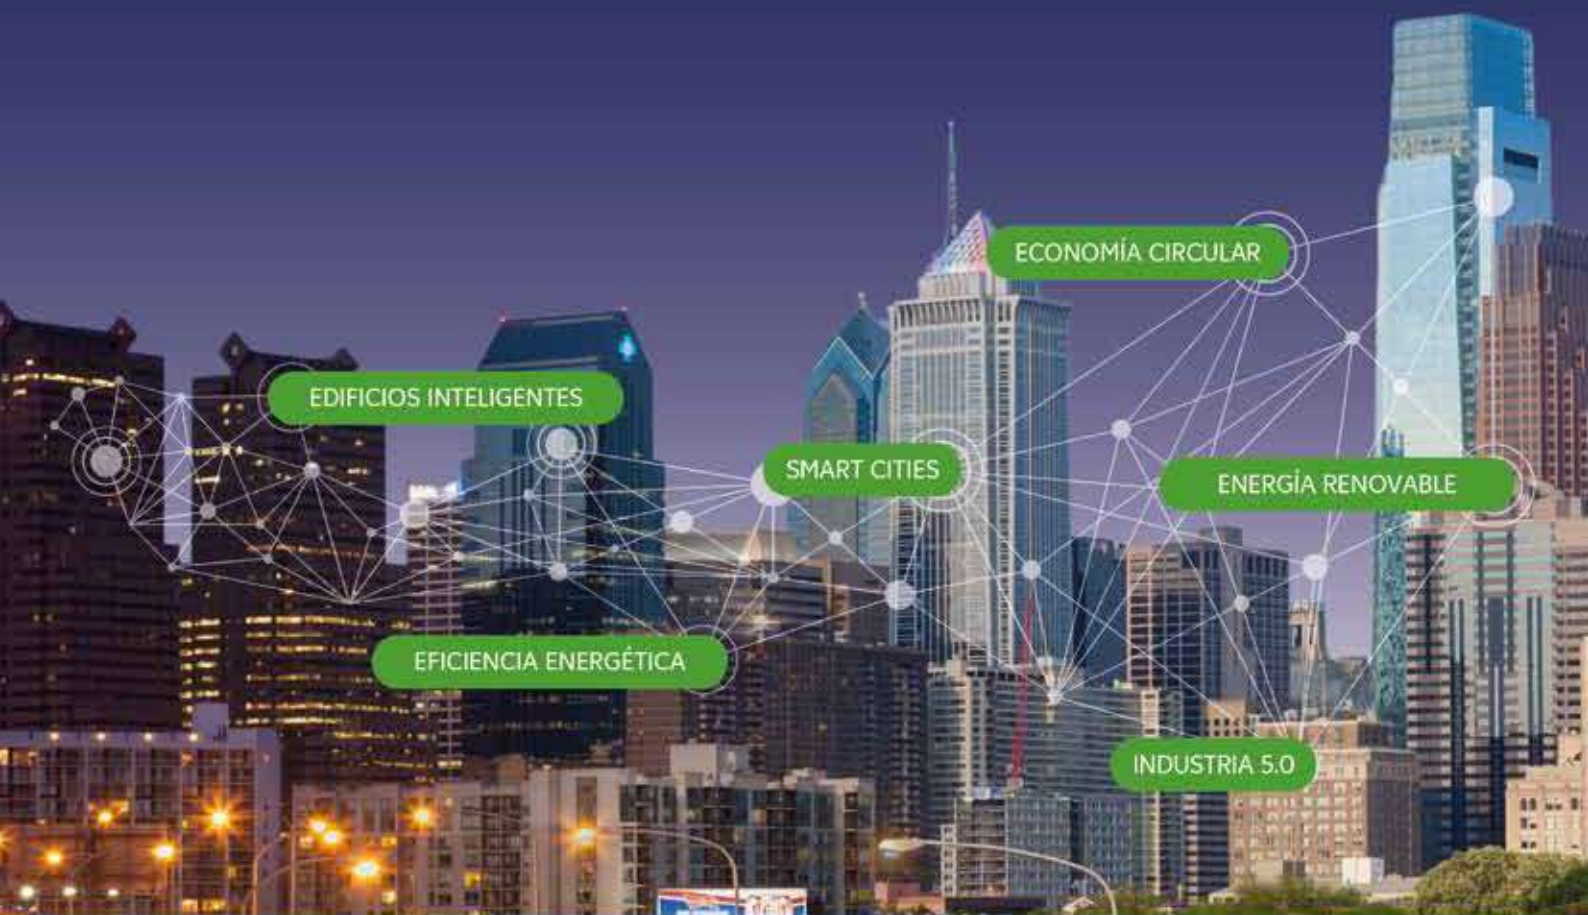 ECONOMÍA CIRCULAR
EDIFICIOS INTELIGENTES
SMART CITIES
ENERGÍA RENOVABLE
EFICIENCIA ENERGÉTICA
INDUSTRIA 5.0